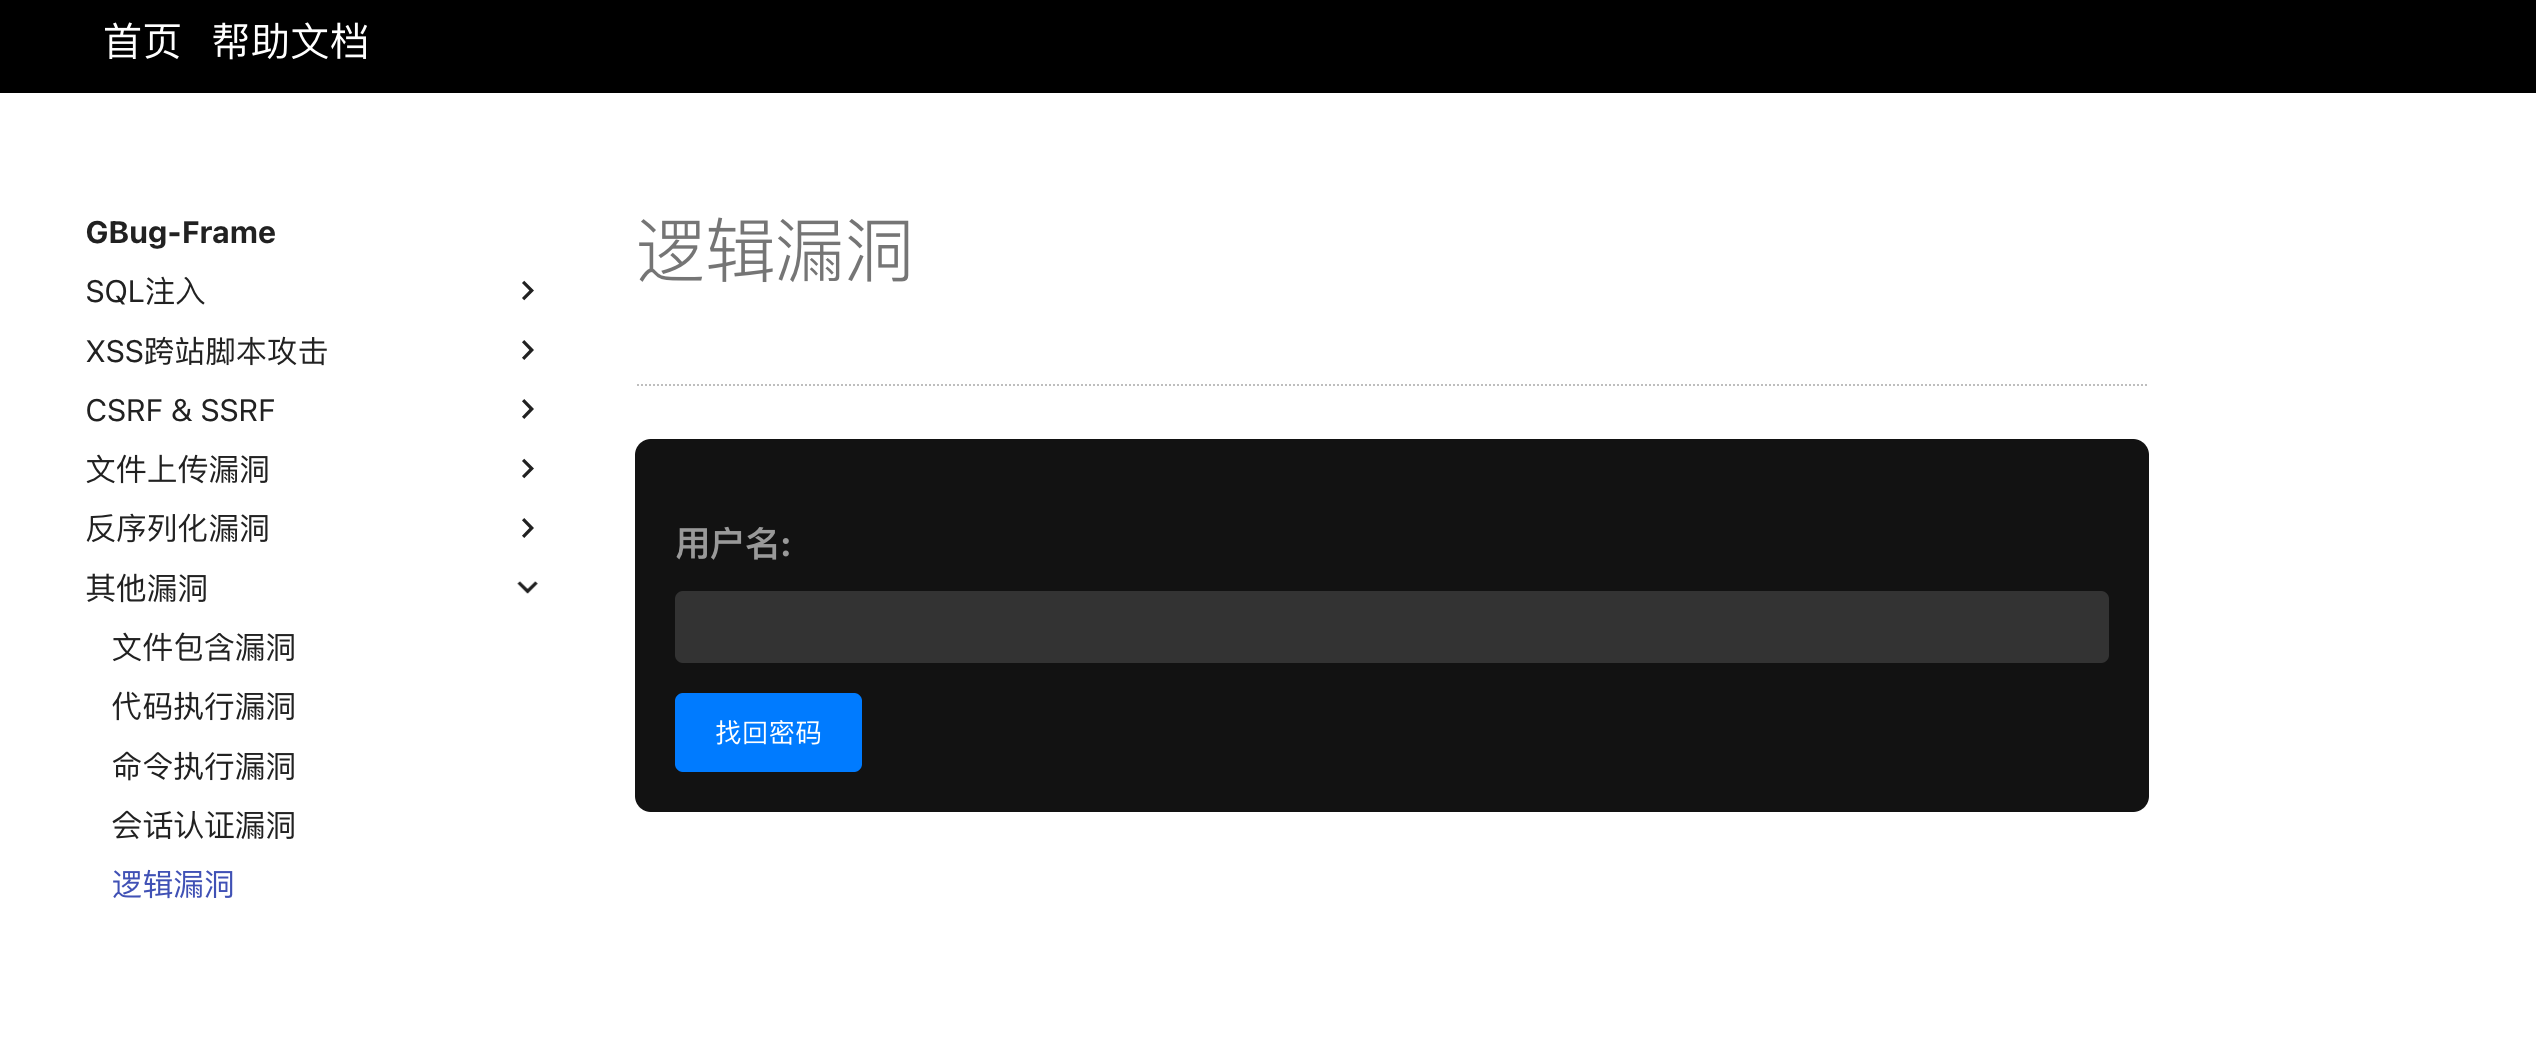 首页 帮助文档
GBug-Frame
SQL注入
XSS跨站脚本攻击
CSRF & SSRF
文件上传漏洞
反序列化漏洞
其他漏洞
文件包含漏洞
代码执行漏洞
命令执行漏洞
会话认证漏洞
逻辑漏洞
逻辑漏洞
用户名:
找回密码